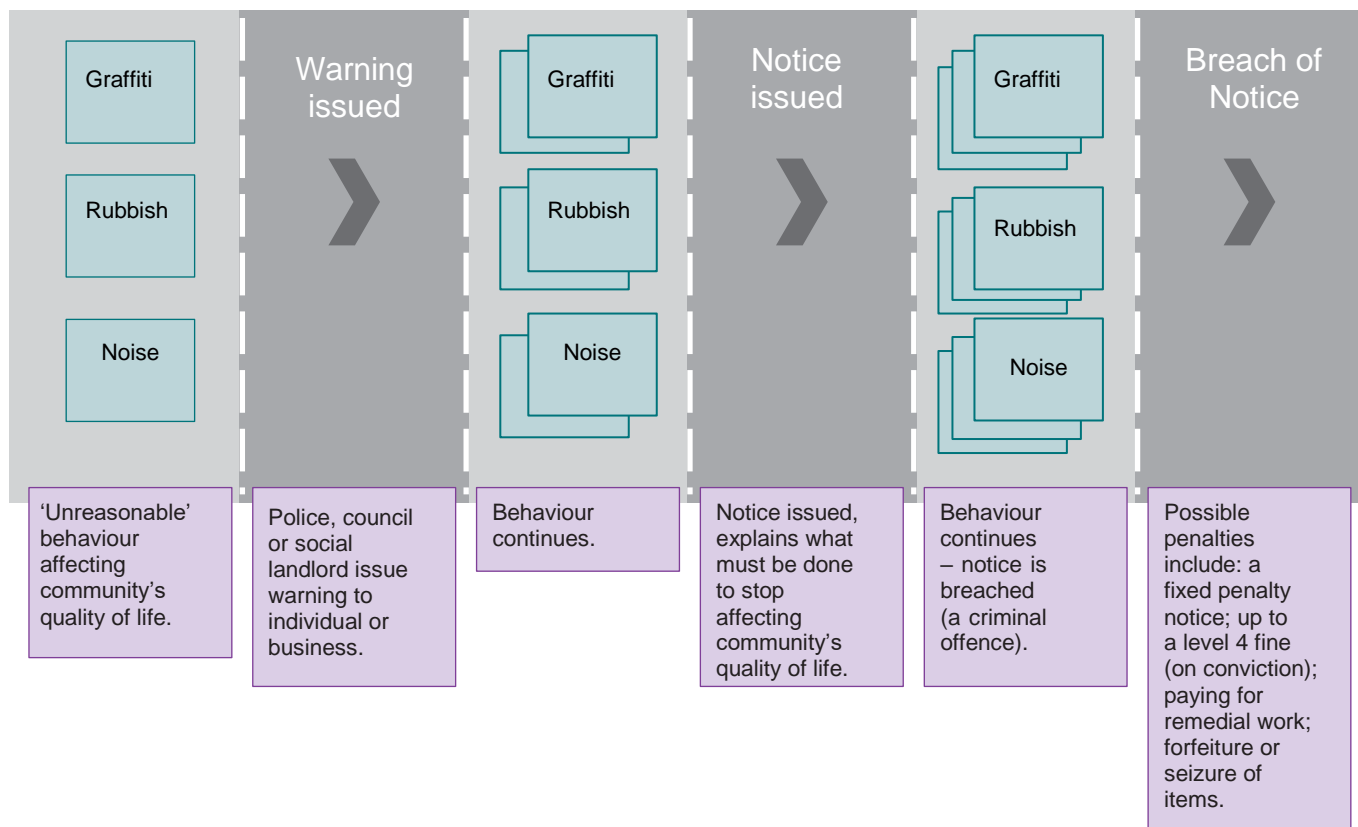 Graffiti
Rubbish
Noise
Warning
issued
Graffiti
Rubbish
Noise
Notice
issued
Graffiti
Rubbish
Noise
Breach of
Notice
‘Unreasonable’
behaviour
affecting
community’s
quality of life.
Police, council
or social
landlord issue
warning to
individual or
business.
Behaviour
continues.
Notice issued,
explains what
must be done
to stop
affecting
community’s
quality of life.
Behaviour
continues
– notice is
breached
(a criminal
offence).
Possible
penalties
include: a
fixed penalty
notice; up to
a level 4 fine
(on conviction);
paying for
remedial work;
forfeiture or
seizure of
items.